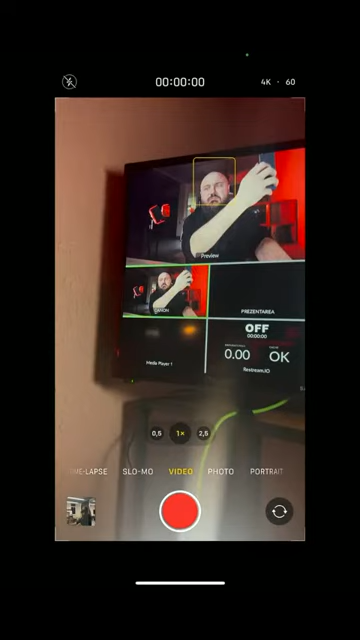 00:00:00
4K · 60
Preview
CANON
PREZENTAREA
OFF
00:00:00
0.00
OK
Media Player 1
Restream.IO
0,5
1×
2,5
ME-LAPSE
SLO-MO
VIDEO
PHOTO
PORTRAIT